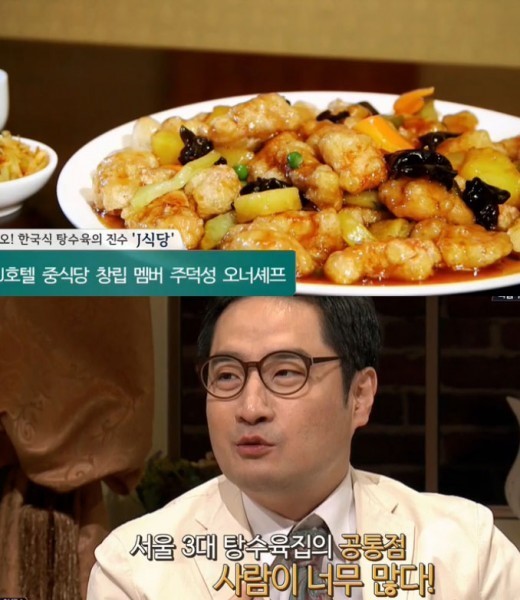 오! 한국식 탕수육의 진수 'J식당'
호텔 중식당 창립 멤버 주덕성 오너셰프
서울 3대 탕수육집의 공통점
사람이 너무 많다!